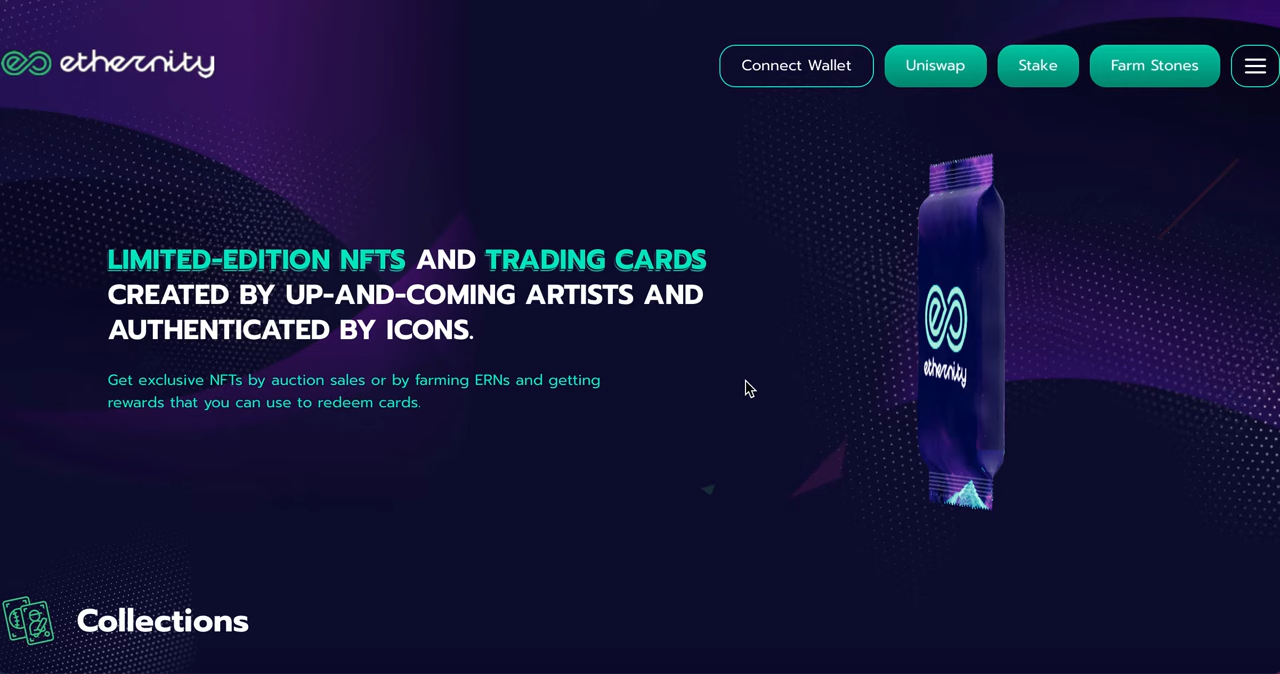 ethernity
Connect Wallet
Uniswap
Stake
Farm Stones
LIMITED-EDITION NFTS AND TRADING CARDS
CREATED BY UP-AND-COMING ARTISTS AND
AUTHENTICATED BY ICONS.
Get exclusive NFTs by auction sales or by farming ERNs and getting
rewards that you can use to redeem cards.
ethernity
Collections